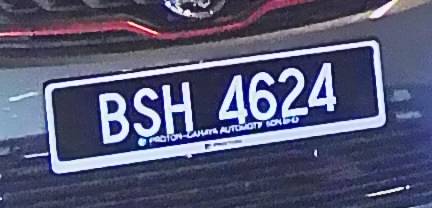 BSH 4624
PROTON-CAHAYA AUTOMOTIF SDN BHD